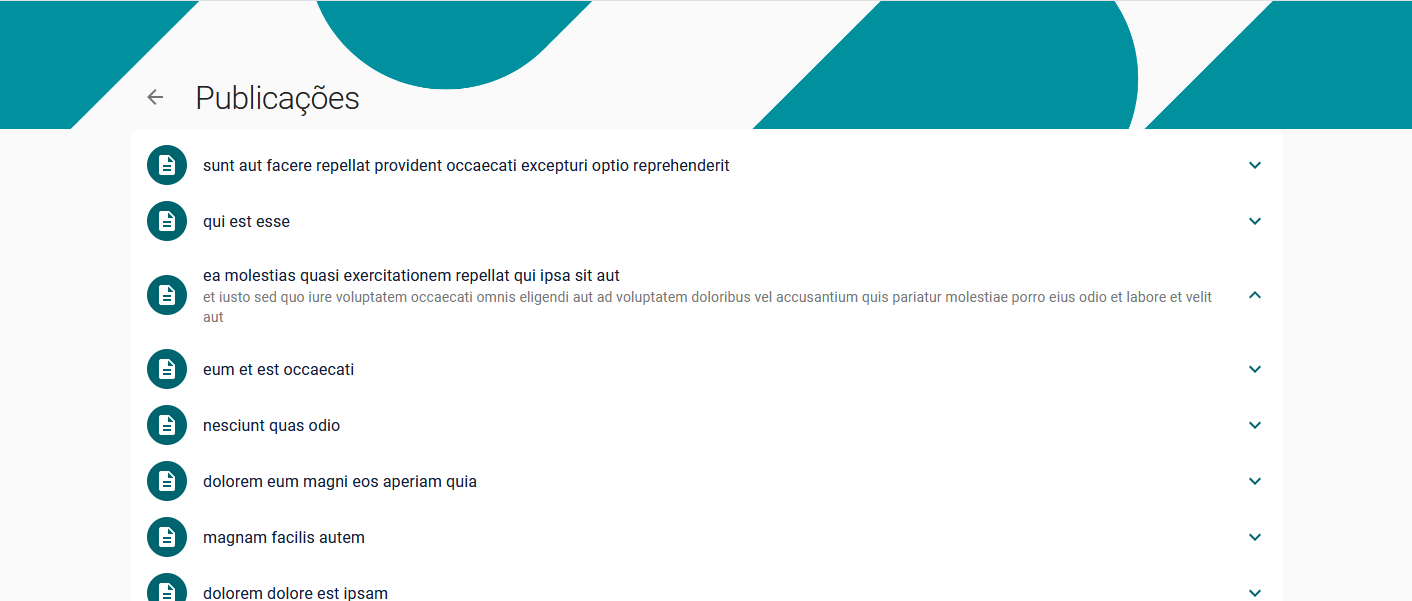 Publicações
sunt aut facere repellat provident occaecati excepturi optio reprehenderit
qui est esse
ea molestias quasi exercitationem repellat qui ipsa sit aut
et iusto sed quo iure voluptatem occaecati omnis eligendi aut ad voluptatem doloribus vel accusantium quis pariatur molestiae porro eius odio et labore et velit
aut
eum et est occaecati
nesciunt quas odio
dolorem eum magni eos aperiam quia
magnam facilis autem
dolorem dolore est ipsam